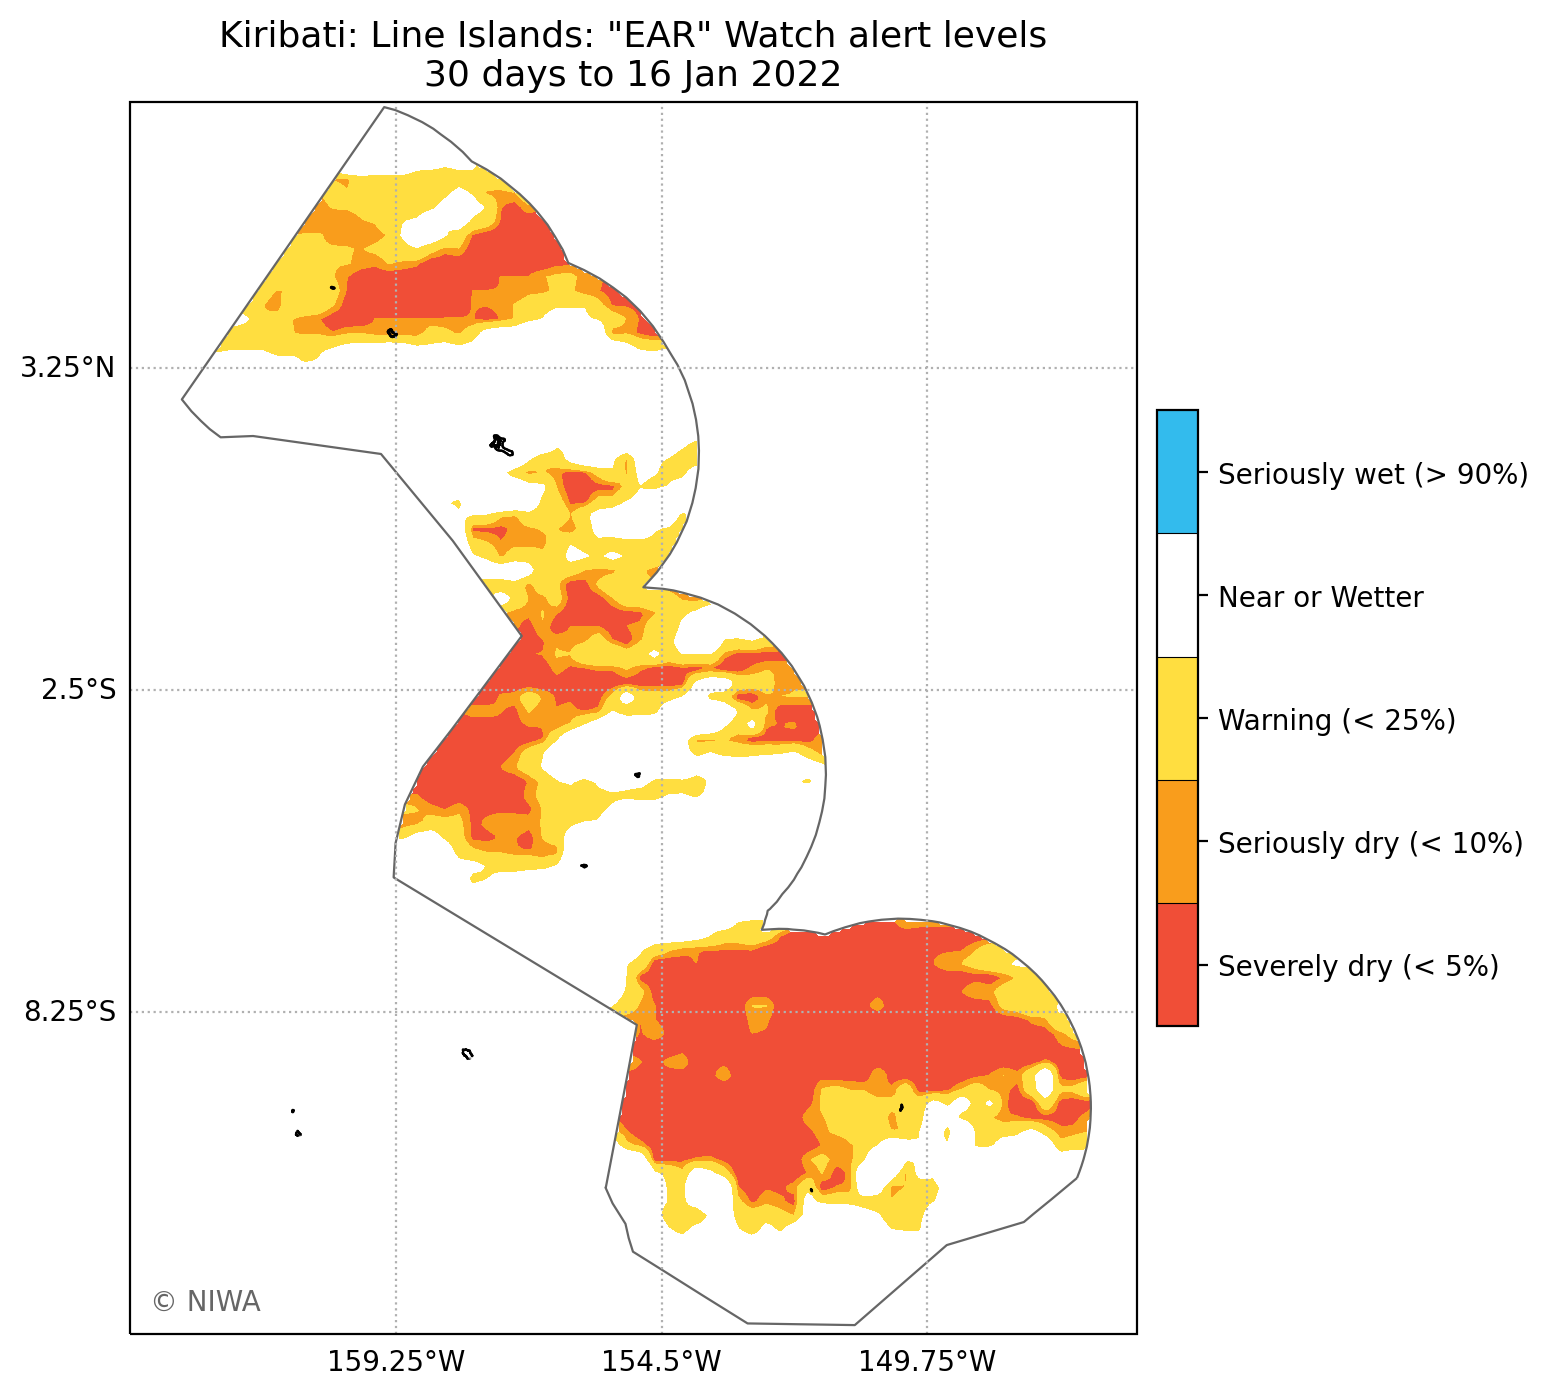 Kiribati: Line Islands: "EAR" Watch alert levels
30 days to 16 Jan 2022
3.25°N
2.5°S
8.25°S
159.25°W
154.5°W
149.75°W
Seriously wet (> 90%)
Near or Wetter
Warning (< 25%)
Seriously dry (< 10%)
Severely dry (< 5%)
© NIWA